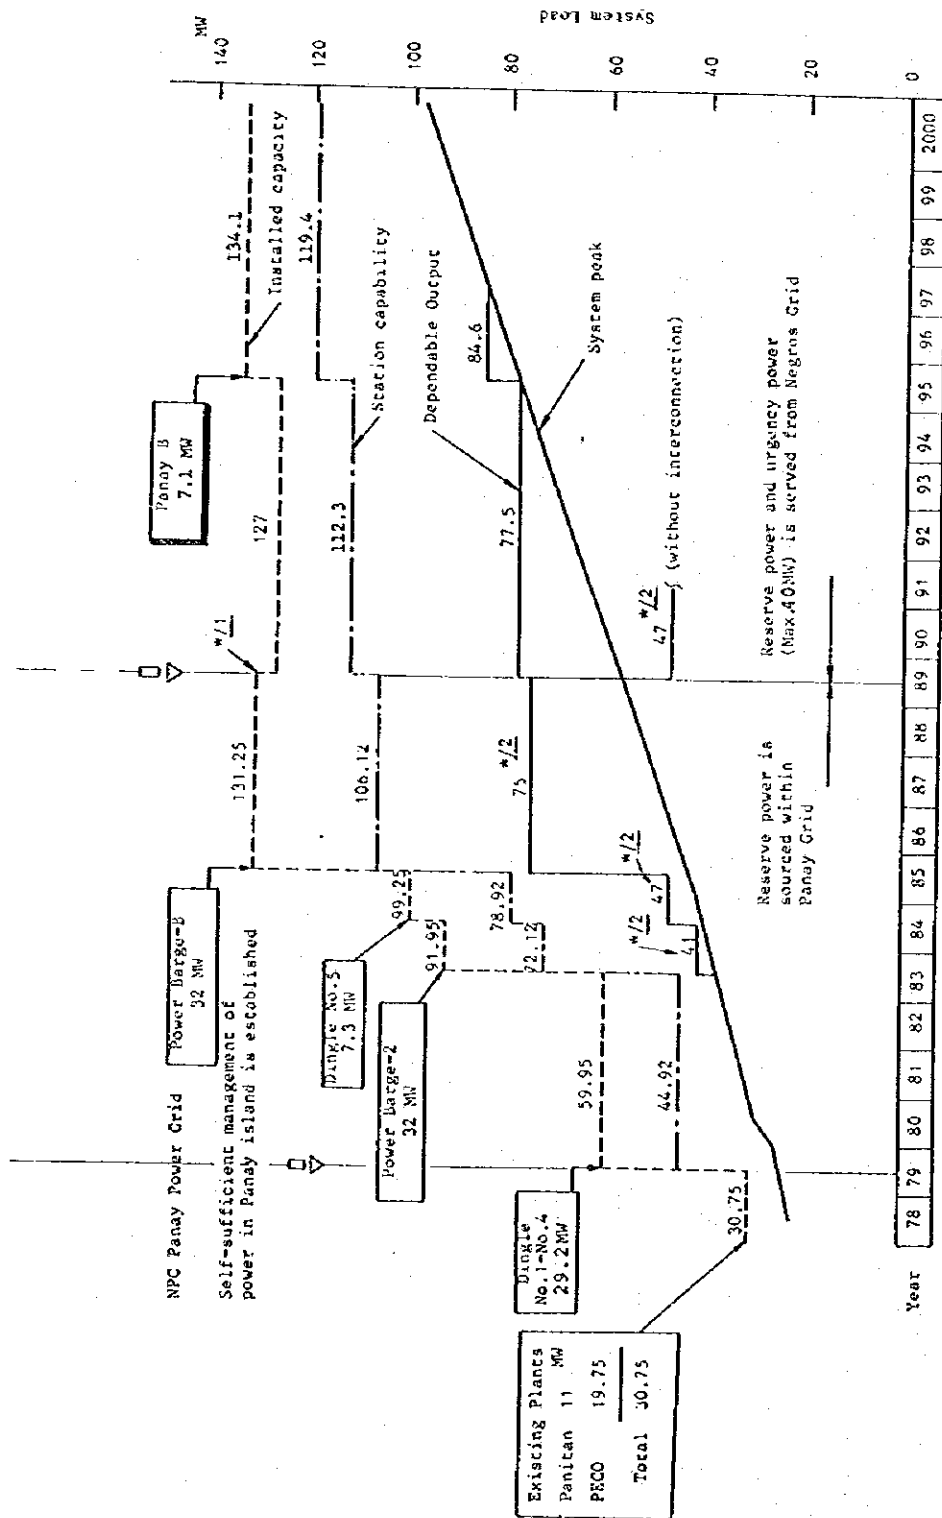 NPC Panay Power Grid
Self-sufficient management of
power in Panay island is established
MW
140
120
100
80
60
40
20
0
System Load
Power Barge-B
32 MW
Panay B
7.1 MW
Dingle No.5
7.3 MW
Power Barge-2
32 MW
Dingle
No.1-No.4
29.2MW
Existing Plants
MW
Panitan 11
PECO 19.75
Total 30.75
30.75
59.95
44.92
91.95
72.12
99.25
78.92
131.25
106.12
*/1
127
112.3
134.1
Installed capacity
119.4
Station capability
Dependable Output
84.6
77.5
System peak
75
*/2
47
*/2
41
*/2
47
*/2
(without interconnection)
Reserve power is
sourced within
Panay Grid
Reserve power and urgency power
(Max.40MW) is served from Negros Grid
Year
78 79 80 81 82 83 84 85 86 87 88 89 90 91 92 93 94 95 96 97 98 99 2000